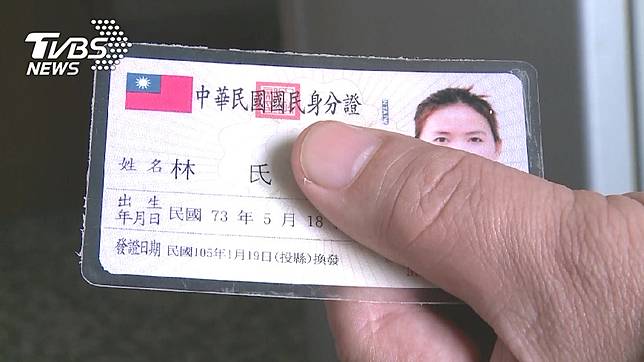 TVBS
NEWS
中華民國國民身分證
姓名 林 氏
出生
年月日 民國 73 年 5 月 18
發證日期 民國105年1月19日(投縣)換發